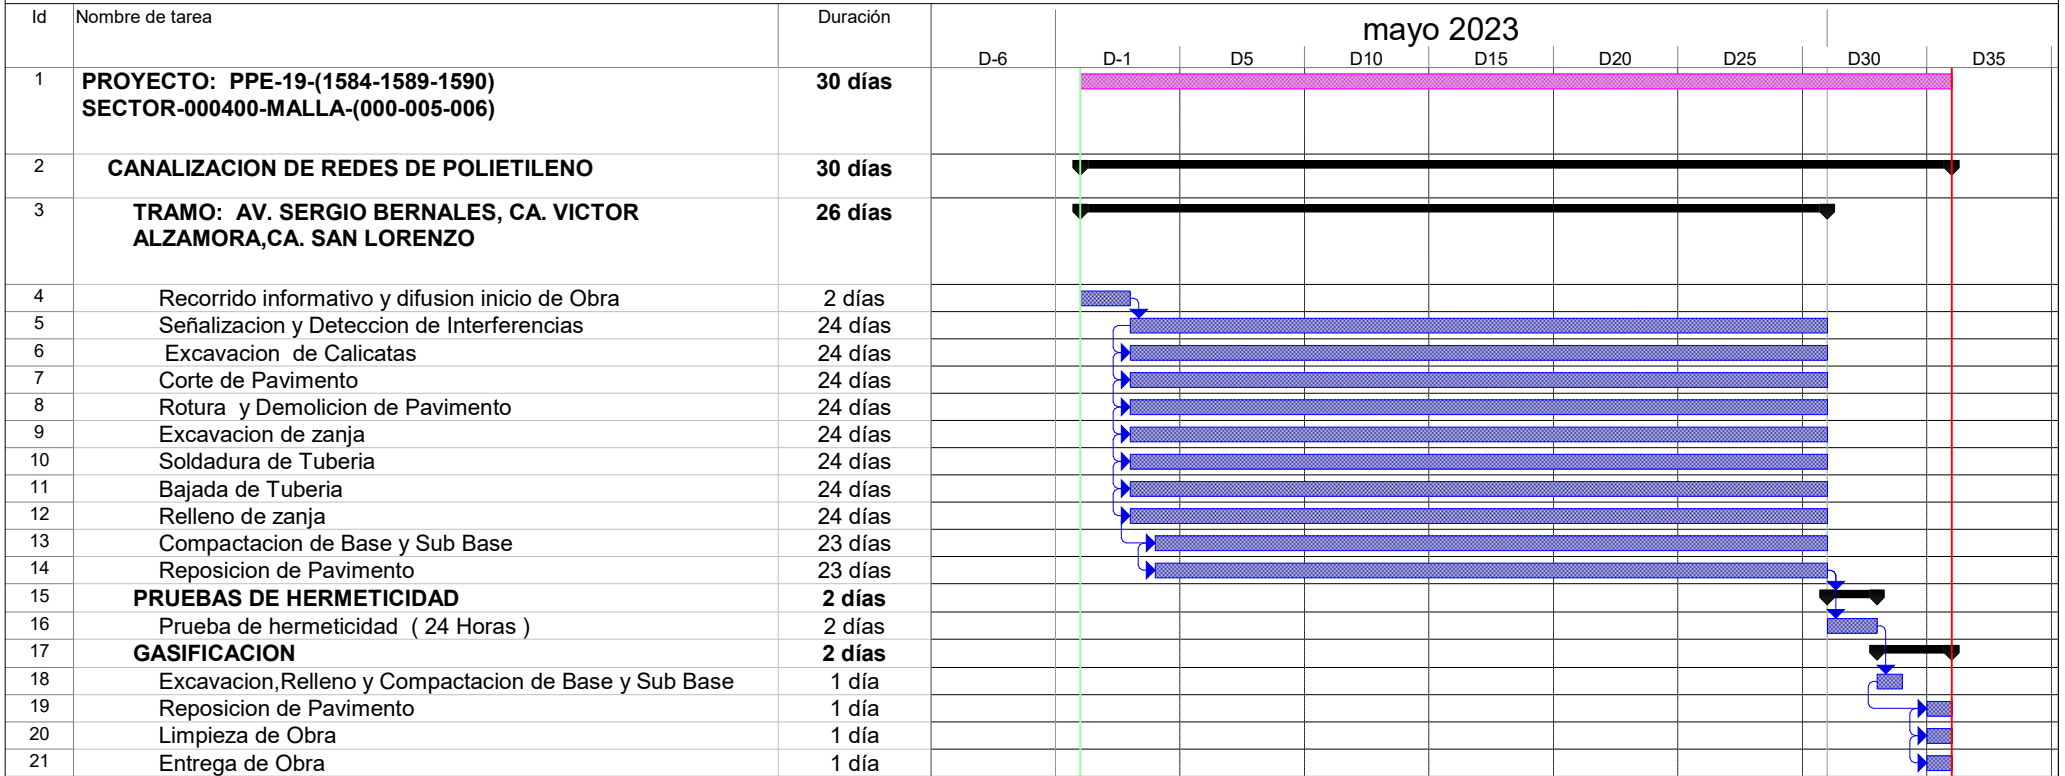 Id Nombre de tarea Duración mayo 2023
D-6 D-1 D5 D10 D15 D20 D25 D30 D35
1 PROYECTO: PPE-19-(1584-1589-1590) 30 días
SECTOR-000400-MALLA-(000-005-006)
2 CANALIZACION DE REDES DE POLIETILENO 30 días
3 TRAMO: AV. SERGIO BERNALES, CA. VICTOR 26 días
ALZAMORA,CA. SAN LORENZO
4 Recorrido informativo y difusion inicio de Obra 2 días
5 Señalizacion y Deteccion de Interferencias 24 días
6 Excavacion de Calicatas 24 días
7 Corte de Pavimento 24 días
8 Rotura y Demolicion de Pavimento 24 días
9 Excavacion de zanja 24 días
10 Soldadura de Tuberia 24 días
11 Bajada de Tuberia 24 días
12 Relleno de zanja 24 días
13 Compactacion de Base y Sub Base 23 días
14 Reposicion de Pavimento 23 días
15 PRUEBAS DE HERMETICIDAD 2 días
16 Prueba de hermeticidad ( 24 Horas ) 2 días
17 GASIFICACION 2 días
18 Excavacion,Relleno y Compactacion de Base y Sub Base 1 día
19 Reposicion de Pavimento 1 día
20 Limpieza de Obra 1 día
21 Entrega de Obra 1 día